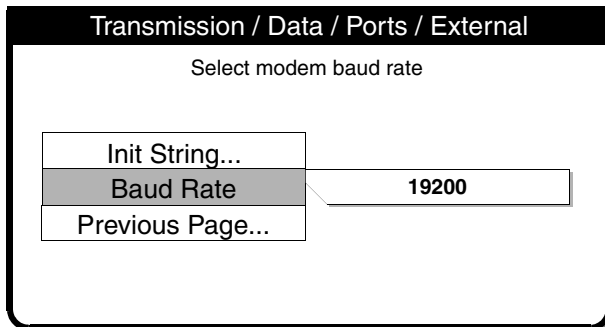 Transmission / Data / Ports / External
Select modem baud rate
Init String...
Baud Rate
19200
Previous Page...